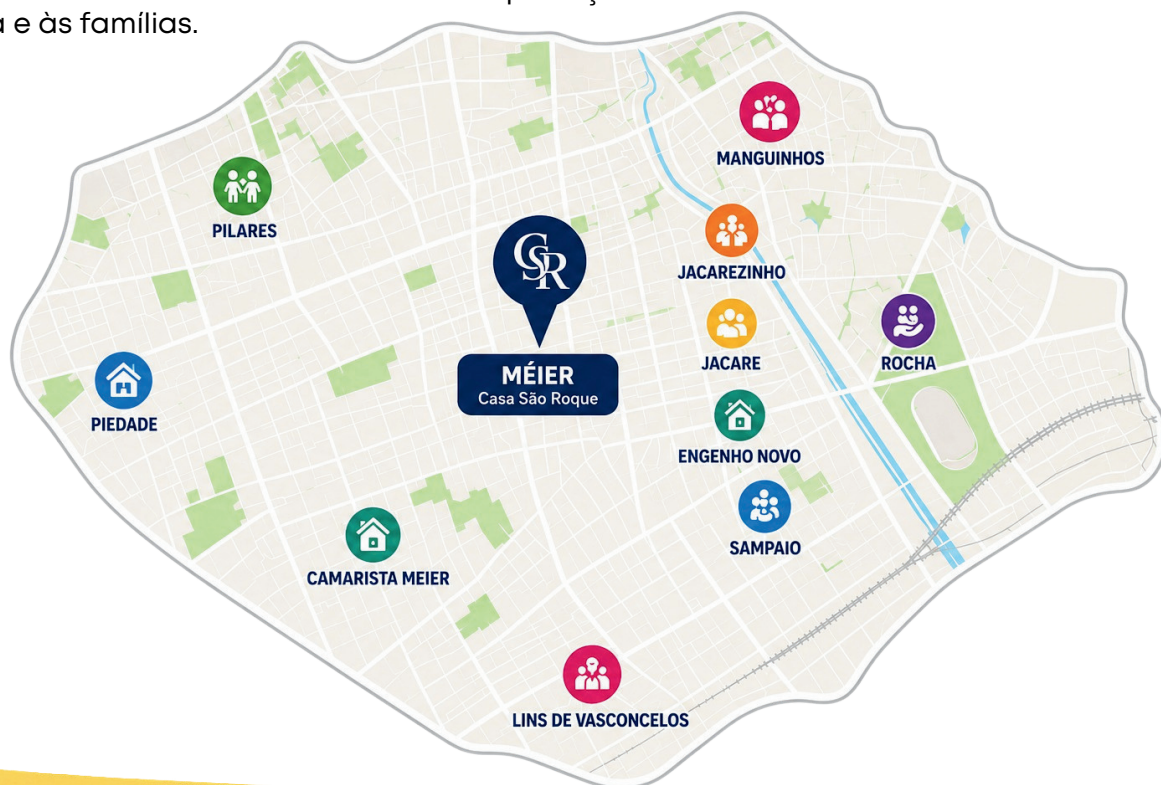 a e às famílias.
MANGUINHOS
PILARES
CSR
JACAREZINHO
JACARE
ROCHA
MÉIER
Casa São Roque
PIEDADE
ENGENHO NOVO
SAMPAIO
CAMARISTA MEIER
LINS DE VASCONCELOS